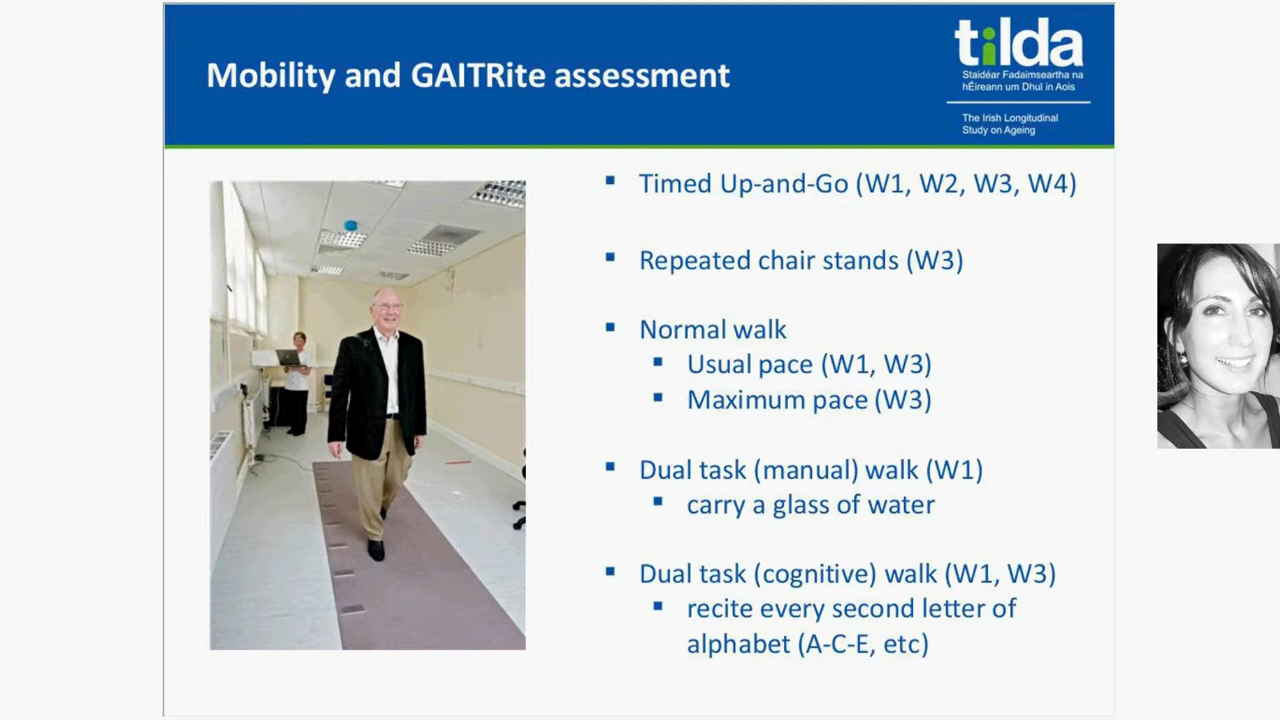 Mobility and GAITRite assessment
tilda
Staidéar Fadaimseartha na
hÉireann um Dhul in Aois
The Irish Longitudinal
Study on Ageing
Timed Up-and-Go (W1, W2, W3, W4)
Repeated chair stands (W3)
Normal walk
Usual pace (W1, W3)
Maximum pace (W3)
Dual task (manual) walk (W1)
carry a glass of water
Dual task (cognitive) walk (W1, W3)
recite every second letter of
alphabet (A-C-E, etc)